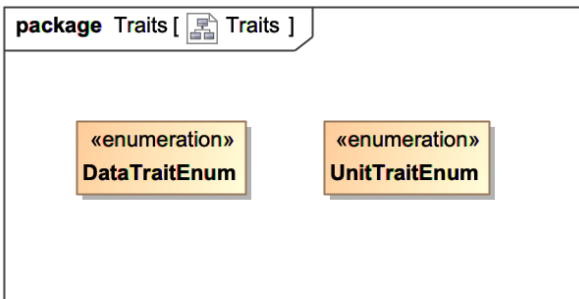 package Traits [ Traits ]
«enumeration»
DataTraitEnum
«enumeration»
UnitTraitEnum